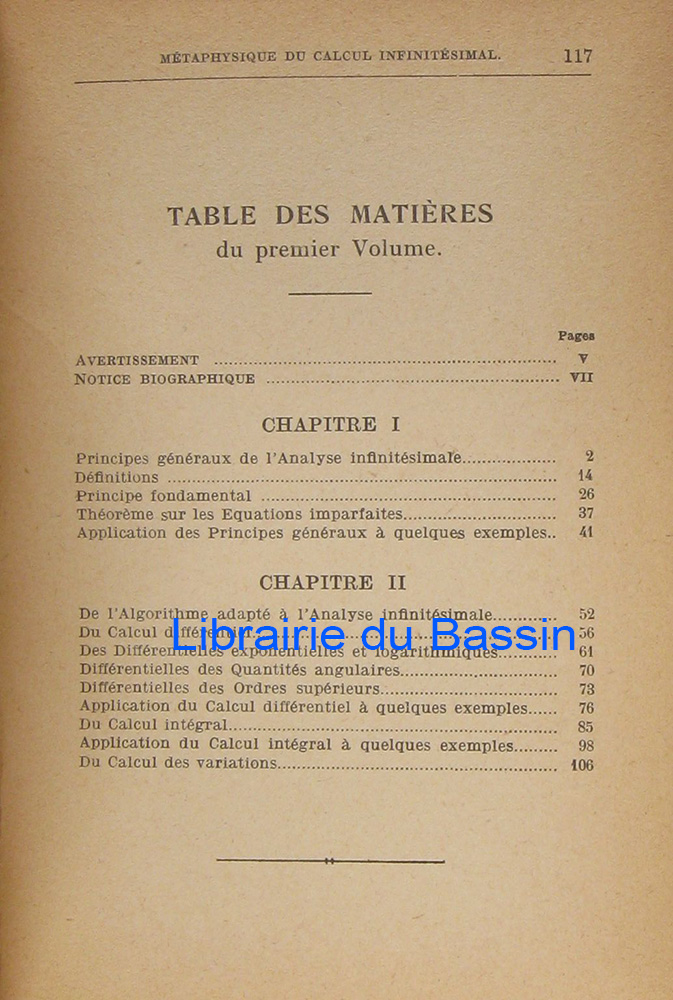 MÉTAPHYSIQUE DU CALCUL INFINITÉSIMAL. 117
TABLE DES MATIÈRES
du premier Volume.
Pages
AVERTISSEMENT ........ V
NOTICE BIOGRAPHIQUE ........ VII
CHAPITRE I
Principes généraux de l'Analyse infinitésimale........ 2
Définitions ........ 14
Principe fondamental ........ 26
Théorème sur les Equations imparfaites........ 37
Application des Principes généraux à quelques exemples.. 41
CHAPITRE II
De l'Algorithme adapté à l'Analyse infinitésimale........ 52
Du Calcul différentiel........ 56
Librairie du Bassin
Des Différentielles exponentielles et logarithmiques........ 61
Différentielles des Quantités angulaires........ 70
Différentielles des Ordres supérieurs........ 73
Application du Calcul différentiel à quelques exemples...... 76
Du Calcul intégral........ 85
Application du Calcul intégral à quelques exemples........ 98
Du Calcul des variations........ 106